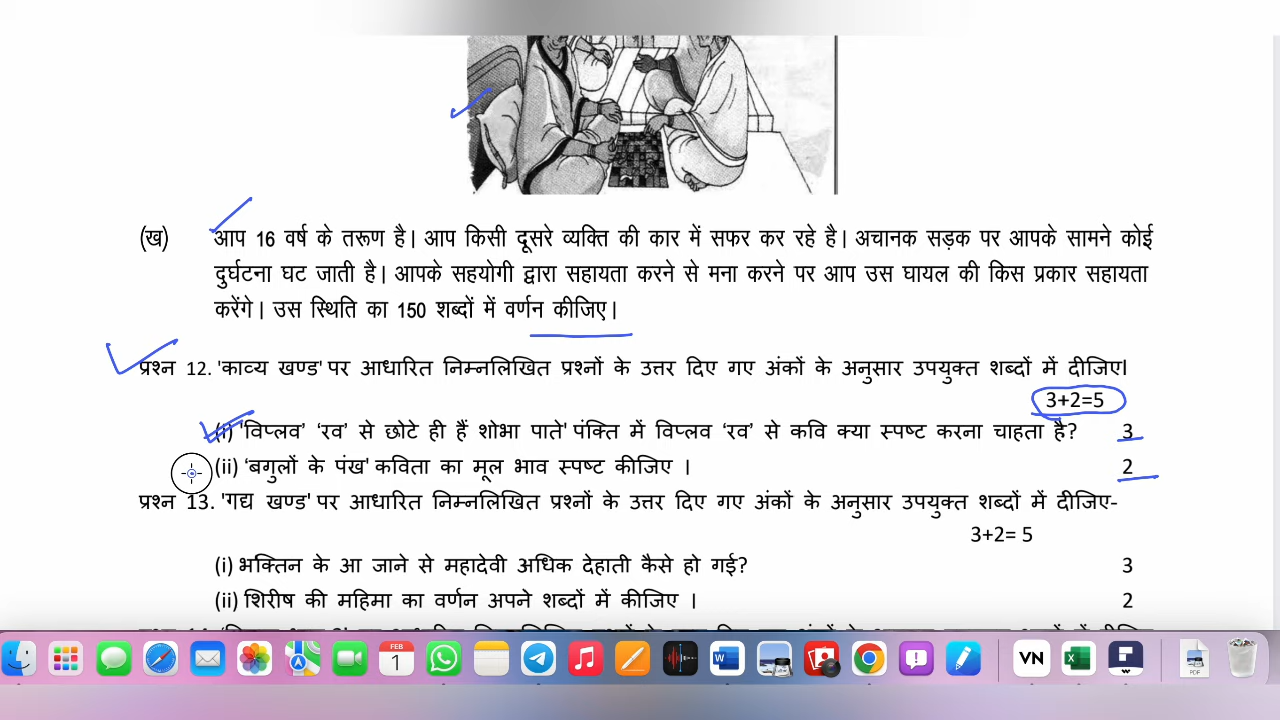 (ख) आप 16 वर्ष के तरूण है। आप किसी दूसरे व्यक्ति की कार में सफर कर रहे है। अचानक सड़क पर आपके सामने कोई
दुर्घटना घट जाती है। आपके सहयोगी द्वारा सहायता करने से मना करने पर आप उस घायल की किस प्रकार सहायता
करेंगे। उस स्थिति का 150 शब्दों में वर्णन कीजिए।
प्रश्न 12. 'काव्य खण्ड' पर आधारित निम्नलिखित प्रश्नों के उत्तर दिए गए अंकों के अनुसार उपयुक्त शब्दों में दीजिए।
3+2=5
(i) 'विप्लव’ ‘रव’ से छोटे ही हैं शोभा पाते' पंक्ति में विप्लव ‘रव’ से कवि क्या स्पष्ट करना चाहता है? 3
(ii) ‘बगुलों के पंख' कविता का मूल भाव स्पष्ट कीजिए । 2
प्रश्न 13. 'गद्य खण्ड' पर आधारित निम्नलिखित प्रश्नों के उत्तर दिए गए अंकों के अनुसार उपयुक्त शब्दों में दीजिए-
3+2= 5
(i) भक्तिन के आ जाने से महादेवी अधिक देहाती कैसे हो गई? 3
(ii) शिरीष की महिमा का वर्णन अपने शब्दों में कीजिए । 2
FEB
1
VN
PDF